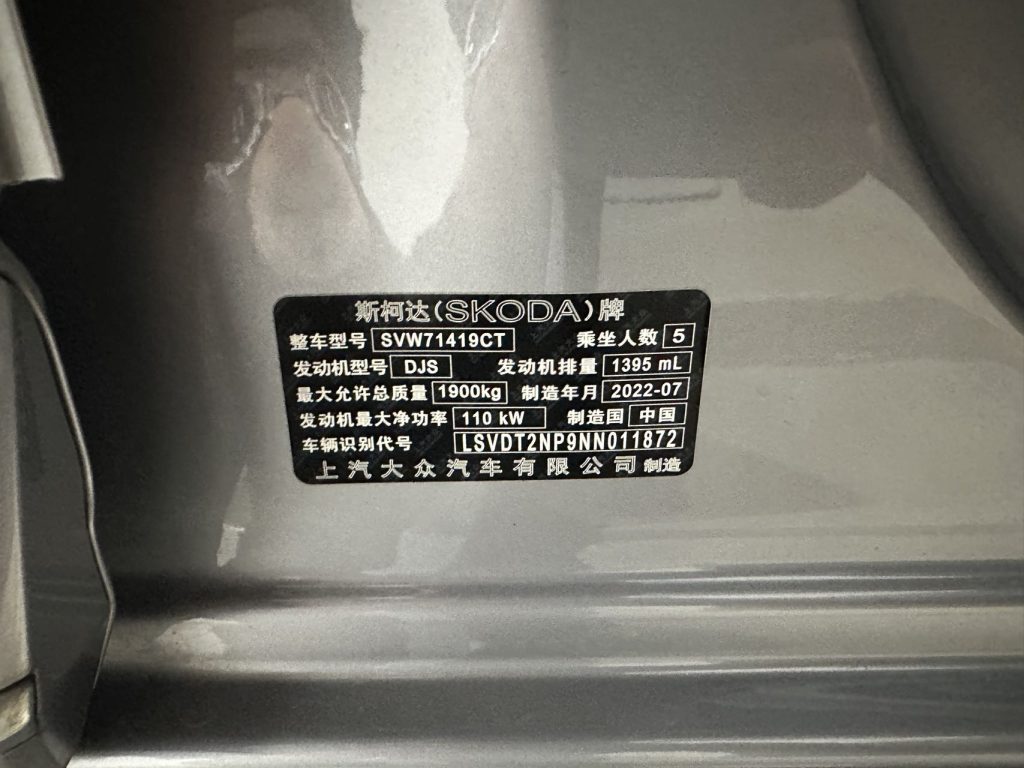 斯柯达(SKODA)牌
整车型号 SVW71419CT 乘坐人数 5
发动机型号 DJS 发动机排量 1395 mL
最大允许总质量 1900kg 制造年月 2022-07
发动机最大净功率 110 kW 制造国 中国
车辆识别代号 LSVDT2NP9NN011872
上汽大众汽车有限公司 制造